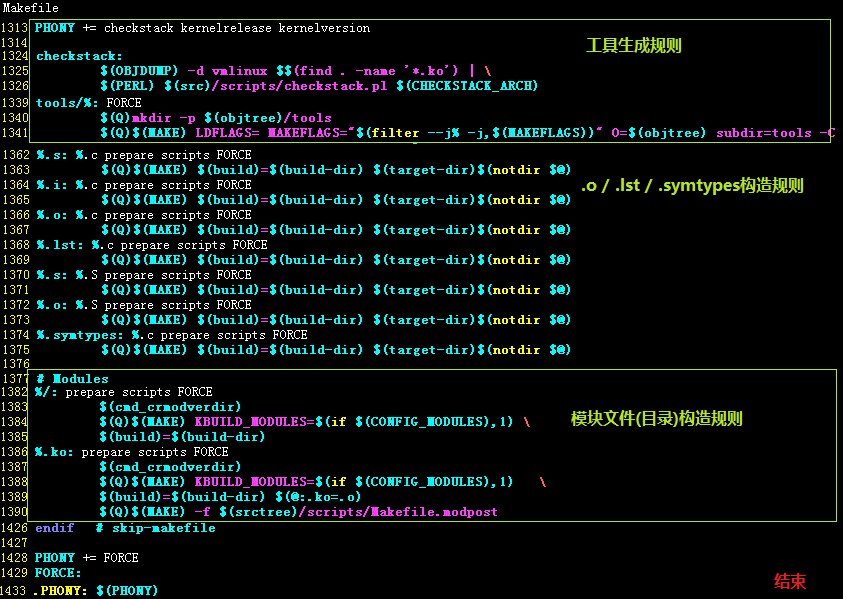 Makefile
1313 PHONY += checkstack kernelrelease kernelversion
1314
工具生成规则
1324 checkstack:
1325 $(OBJDUMP) -d vmlinux $$(find . -name '*.ko') | \
1326 $(PERL) $(src)/scripts/checkstack.pl $(CHECKSTACK_ARCH)
1339 tools/%: FORCE
1340 $(Q)mkdir -p $(objtree)/tools
1341 $(Q)$(MAKE) LDFLAGS= MAKEFLAGS="$(filter --j% -j,$(MAKEFLAGS))" O=$(objtree) subdir=tools -C
1362 %.s: %.c prepare scripts FORCE
1363 $(Q)$(MAKE) $(build)=$(build-dir) $(target-dir)$(notdir $@)
1364 %.i: %.c prepare scripts FORCE
.o / .lst / .symtypes构造规则
1365 $(Q)$(MAKE) $(build)=$(build-dir) $(target-dir)$(notdir $@)
1366 %.o: %.c prepare scripts FORCE
1367 $(Q)$(MAKE) $(build)=$(build-dir) $(target-dir)$(notdir $@)
1368 %.lst: %.c prepare scripts FORCE
1369 $(Q)$(MAKE) $(build)=$(build-dir) $(target-dir)$(notdir $@)
1370 %.s: %.S prepare scripts FORCE
1371 $(Q)$(MAKE) $(build)=$(build-dir) $(target-dir)$(notdir $@)
1372 %.o: %.S prepare scripts FORCE
1373 $(Q)$(MAKE) $(build)=$(build-dir) $(target-dir)$(notdir $@)
1374 %.symtypes: %.c prepare scripts FORCE
1375 $(Q)$(MAKE) $(build)=$(build-dir) $(target-dir)$(notdir $@)
1376
1377 # Modules
1382 %/: prepare scripts FORCE
1383 $(cmd_crmodverdir)
1384 $(Q)$(MAKE) KBUILD_MODULES=$(if $(CONFIG_MODULES),1) \
模块文件(目录)构造规则
1385 $(build)=$(build-dir)
1386 %.ko: prepare scripts FORCE
1387 $(cmd_crmodverdir)
1388 $(Q)$(MAKE) KBUILD_MODULES=$(if $(CONFIG_MODULES),1) \
1389 $(build)=$(build-dir) $(@:.ko=.o)
1390 $(Q)$(MAKE) -f $(srctree)/scripts/Makefile.modpost
1426 endif # skip-makefile
1427
1428 PHONY += FORCE
1429 FORCE:
结束
1433 .PHONY: $(PHONY)